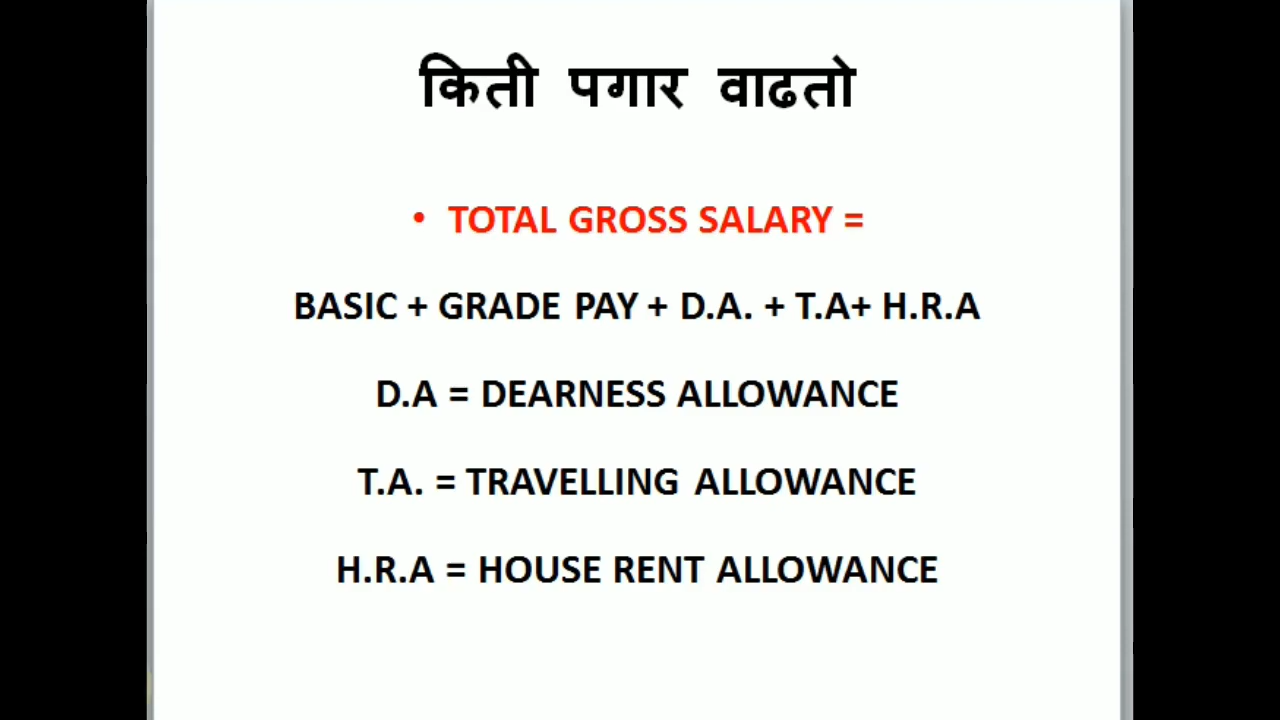 किती पगार वाढतो
• TOTAL GROSS SALARY =
BASIC + GRADE PAY + D.A. + T.A+ H.R.A
D.A = DEARNESS ALLOWANCE
T.A. = TRAVELLING ALLOWANCE
H.R.A = HOUSE RENT ALLOWANCE